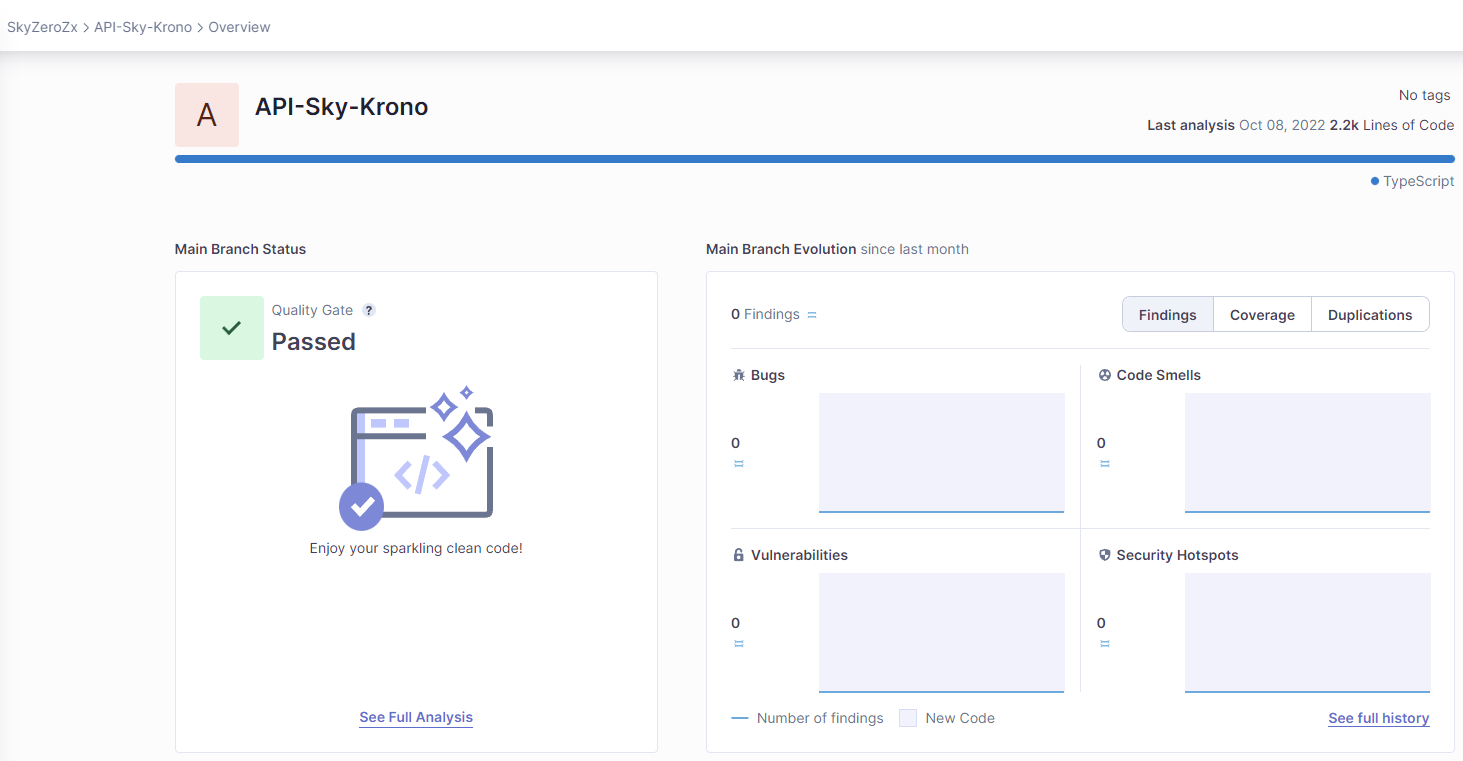 SkyZeroZx > API-Sky-Krono > Overview
A
API-Sky-Krono
No tags
Last analysis Oct 08, 2022 2.2k Lines of Code
TypeScript
Main Branch Status
Quality Gate ?
Passed
</>
Enjoy your sparkling clean code!
See Full Analysis
Main Branch Evolution since last month
0 Findings =
Findings Coverage Duplications
Bugs
0
=
Code Smells
0
=
Vulnerabilities
0
=
Security Hotspots
0
=
Number of findings New Code
See full history